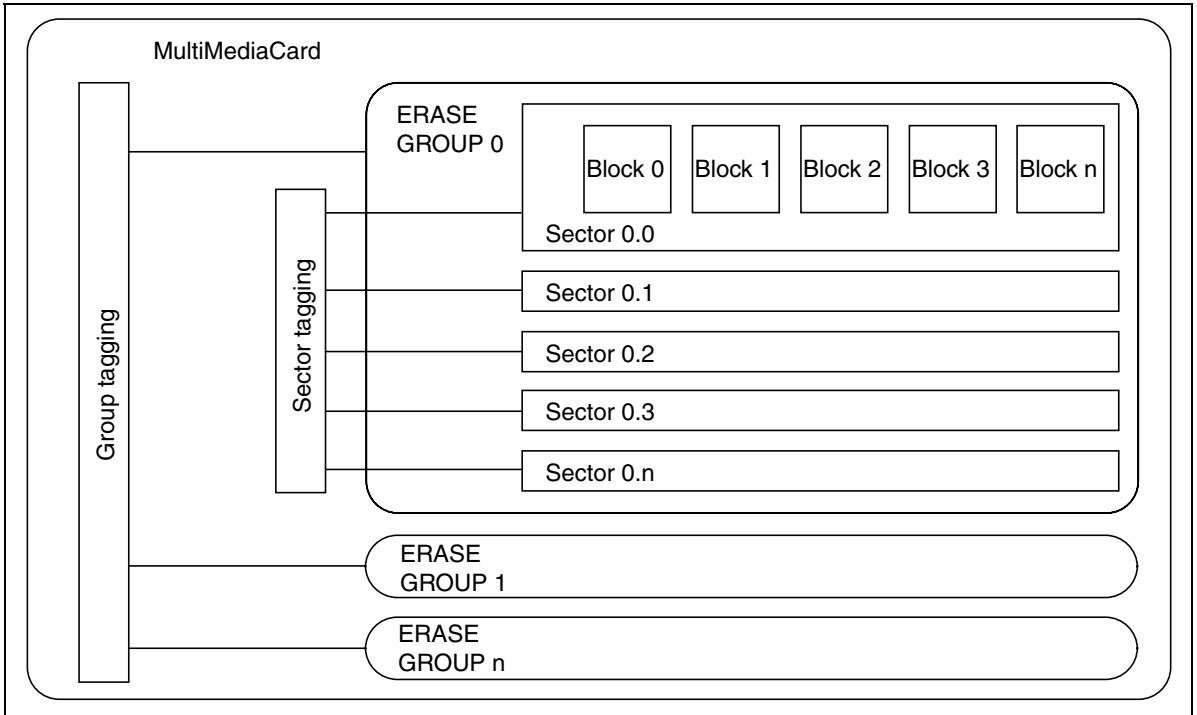 MultiMediaCard
Group tagging
Sector tagging
ERASE
GROUP 0
Block 0
Block 1
Block 2
Block 3
Block n
Sector 0.0
Sector 0.1
Sector 0.2
Sector 0.3
Sector 0.n
ERASE
GROUP 1
ERASE
GROUP n